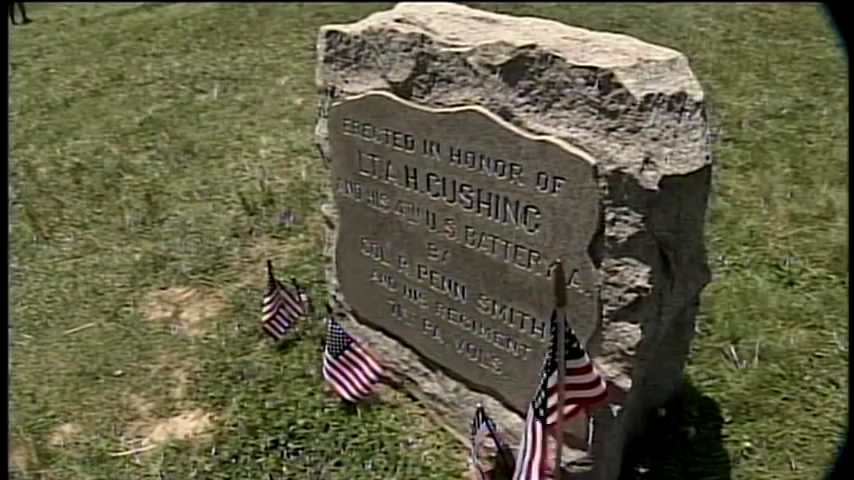 ERECTED IN HONOR OF
LT. A. H. CUSHING
AND HIS 4TH U S BATTERY A.
BY
COL. R. PENN SMITH
AND HIS REGIMENT
71ST PA. VOLS.